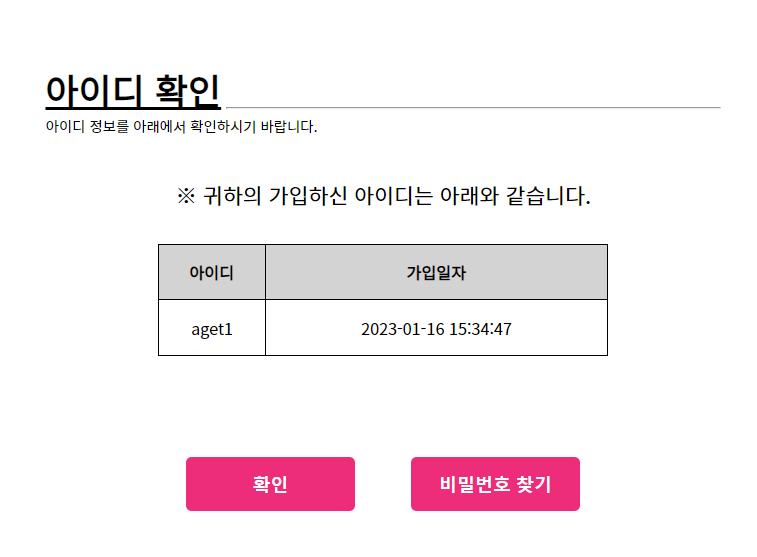 아이디 확인
아이디 정보를 아래에서 확인하시기 바랍니다.
※ 귀하의 가입하신 아이디는 아래와 같습니다.
아이디 가입일자
aget1 2023-01-16 15:34:47
확인 비밀번호 찾기